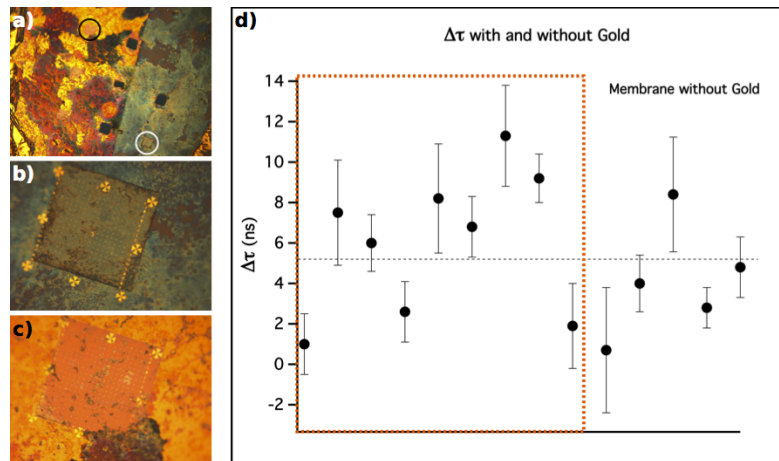 a)
b)
c)
d)
Δτ with and without Gold
Membrane without Gold
Δτ (ns)
14
12
10
8
6
4
2
0
-2